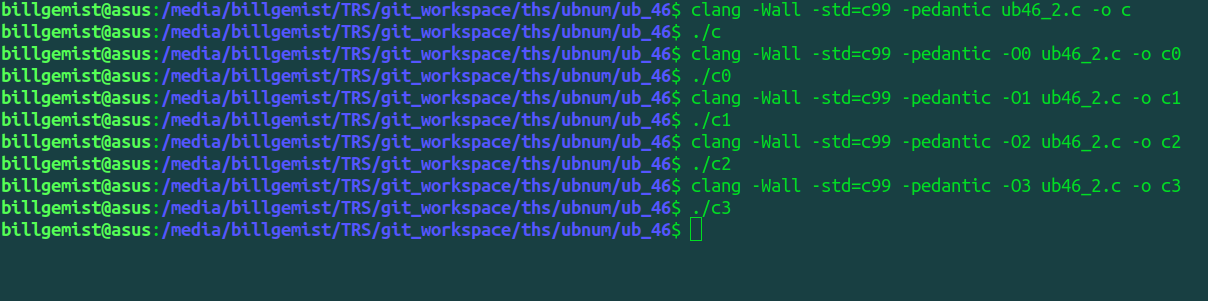 billgemist@asus:/media/billgemist/TRS/git_workspace/ths/ubnum/ub_46$ clang -Wall -std=c99 -pedantic ub46_2.c -o c
billgemist@asus:/media/billgemist/TRS/git_workspace/ths/ubnum/ub_46$ ./c
billgemist@asus:/media/billgemist/TRS/git_workspace/ths/ubnum/ub_46$ clang -Wall -std=c99 -pedantic -O0 ub46_2.c -o c0
billgemist@asus:/media/billgemist/TRS/git_workspace/ths/ubnum/ub_46$ ./c0
billgemist@asus:/media/billgemist/TRS/git_workspace/ths/ubnum/ub_46$ clang -Wall -std=c99 -pedantic -O1 ub46_2.c -o c1
billgemist@asus:/media/billgemist/TRS/git_workspace/ths/ubnum/ub_46$ ./c1
billgemist@asus:/media/billgemist/TRS/git_workspace/ths/ubnum/ub_46$ clang -Wall -std=c99 -pedantic -O2 ub46_2.c -o c2
billgemist@asus:/media/billgemist/TRS/git_workspace/ths/ubnum/ub_46$ ./c2
billgemist@asus:/media/billgemist/TRS/git_workspace/ths/ubnum/ub_46$ clang -Wall -std=c99 -pedantic -O3 ub46_2.c -o c3
billgemist@asus:/media/billgemist/TRS/git_workspace/ths/ubnum/ub_46$ ./c3
billgemist@asus:/media/billgemist/TRS/git_workspace/ths/ubnum/ub_46$